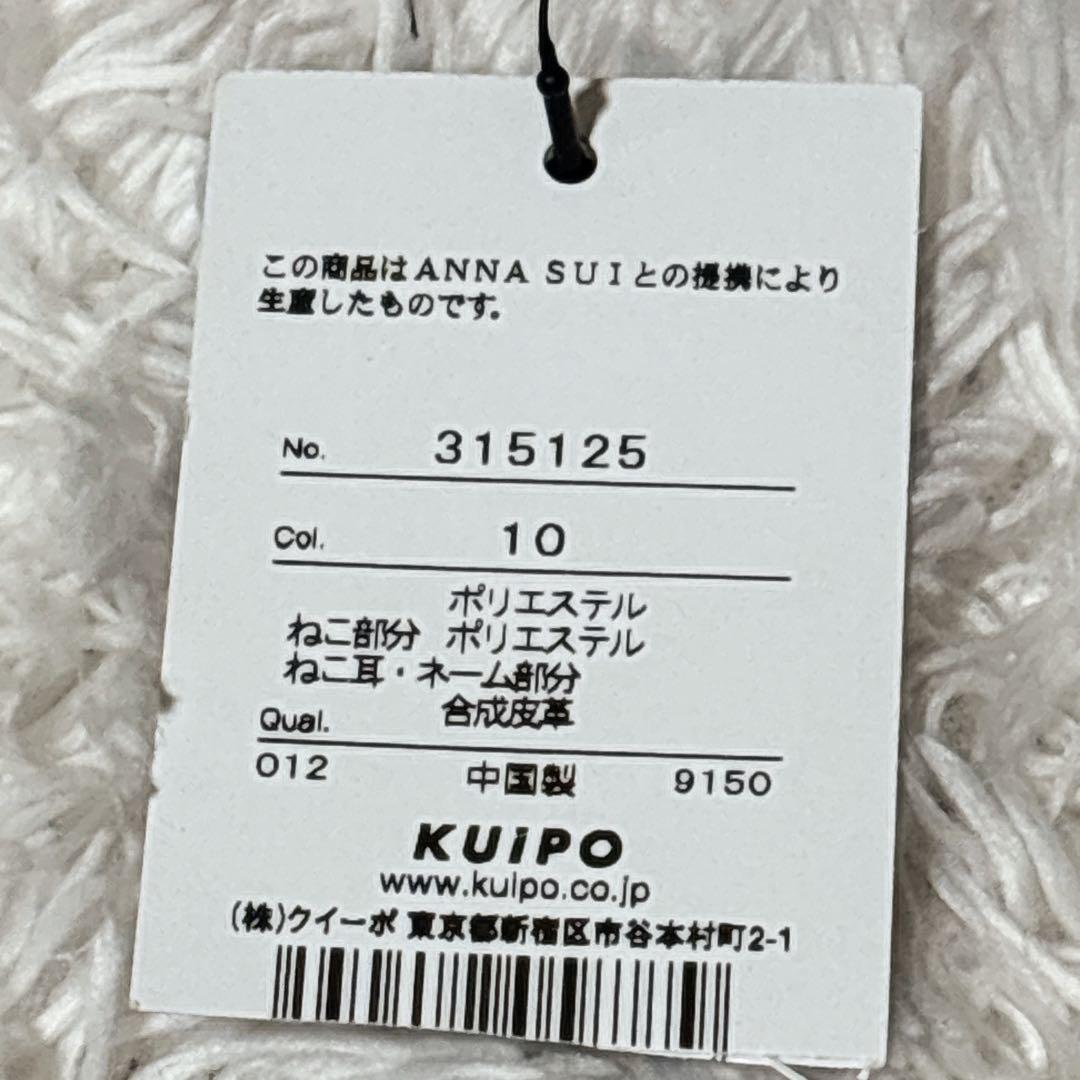 この商品はANNA SUIとの提携により
生産したものです。
No. 315125
Col. 10
ポリエステル
ねこ部分 ポリエステル
ねこ耳・ネーム部分
Qual. 合成皮革
012 中国製 9150
KUiPO
www.kuipo.co.jp
(株)クイーポ 東京都新宿区市谷本村町2-1